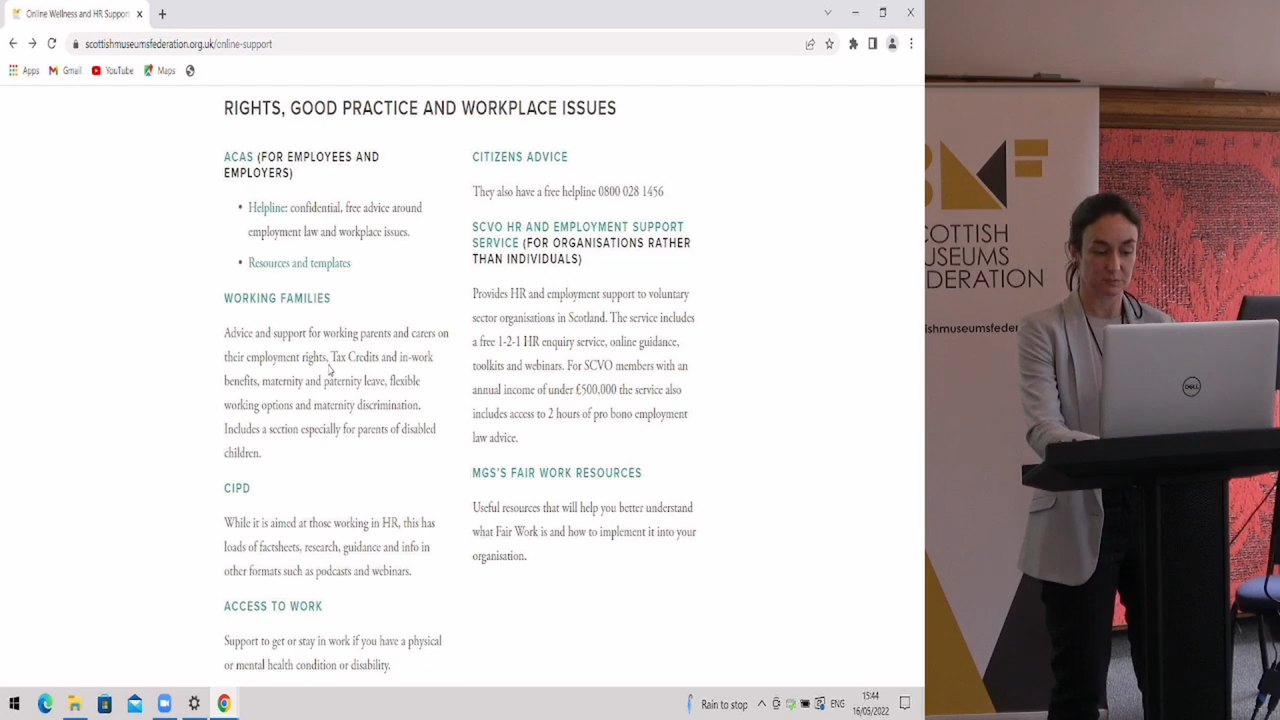 Online Wellness and HR Support
scottishmuseumsfederation.org.uk/online-support
Apps
Gmail
YouTube
Maps
RIGHTS, GOOD PRACTICE AND WORKPLACE ISSUES
ACAS (FOR EMPLOYEES AND
EMPLOYERS)
• Helpline: confidential, free advice around
employment law and workplace issues.
• Resources and templates
WORKING FAMILIES
Advice and support for working parents and carers on
their employment rights, Tax Credits and in-work
benefits, maternity and paternity leave, flexible
working options and maternity discrimination.
Includes a section especially for parents of disabled
children.
CIPD
While it is aimed at those working in HR, this has
loads of factsheets, research, guidance and info in
other formats such as podcasts and webinars.
ACCESS TO WORK
Support to get or stay in work if you have a physical
or mental health condition or disability.
CITIZENS ADVICE
They also have a free helpline 0800 028 1456
SCVO HR AND EMPLOYMENT SUPPORT
SERVICE (FOR ORGANISATIONS RATHER
THAN INDIVIDUALS)
Provides HR and employment support to voluntary
sector organisations in Scotland. The service includes
a free 1-2-1 HR enquiry service, online guidance,
toolkits and webinars. For SCVO members with an
annual income of under £500,000 the service also
includes access to 2 hours of pro bono employment
law advice.
MGS'S FAIR WORK RESOURCES
Useful resources that will help you better understand
what Fair Work is and how to implement it into your
organisation.
Rain to stop
ENG
15:44
16/05/2022
SMF
COTTISH
USEUMS
DERATION
ishmuseumsfeder
DELL